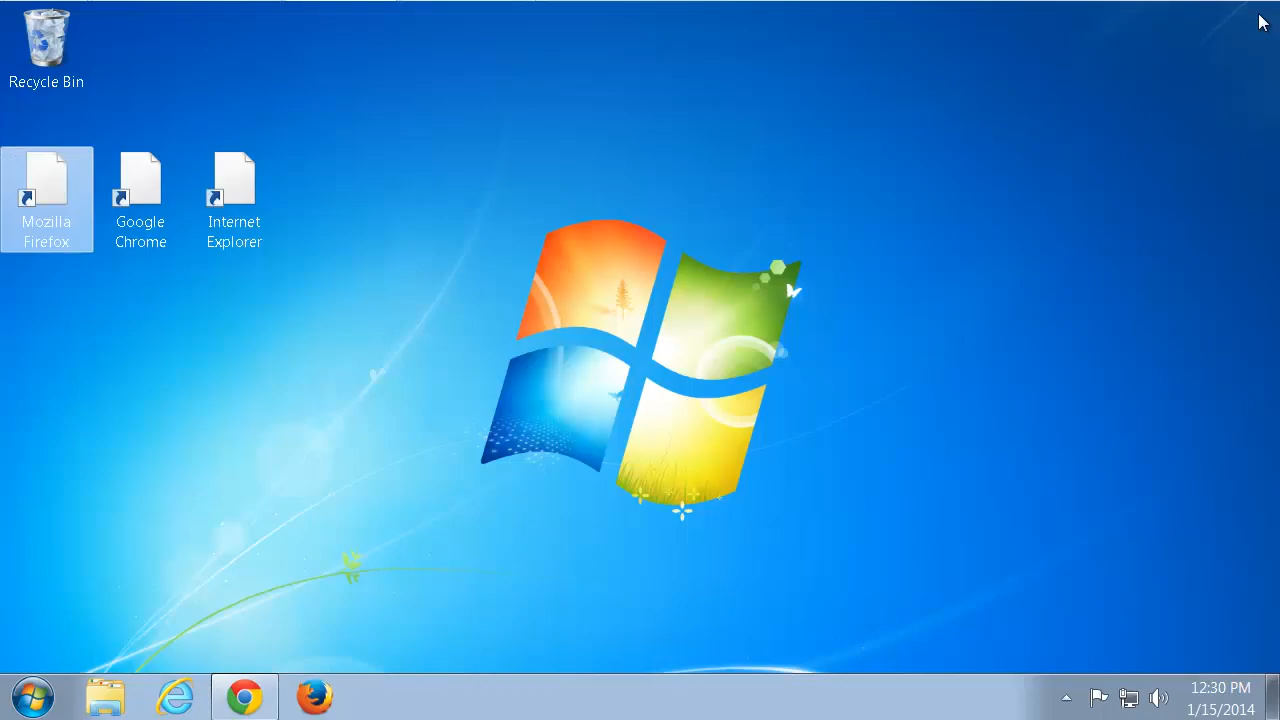 Recycle Bin
Mozilla
Firefox
Google
Chrome
Internet
Explorer
12:30 PM
1/15/2014